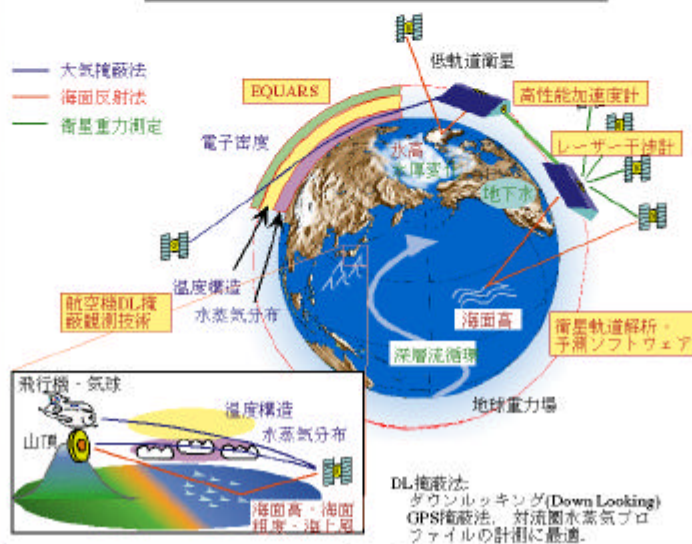 低軌道衛星
大気掩蔽法
海面反射法
衛星重力測定
EQUARS
高性能加速度計
電子密度
レーザー干渉計
氷高
氷厚変化
地下水
温度構造
水蒸気分布
航空機DL掩
蔽観測技術
海面高
衛星軌道解析・
予測ソフトウェア
深層流循環
地球重力場
飛行機・気球
山頂
温度構造
水蒸気分布
海面高・海面
粗度・海上風
DL掩蔽法:
ダウンルッキング(Down Looking)
GPS掩蔽法, 対流圏水蒸気プロ
ファイルの計測に最適.